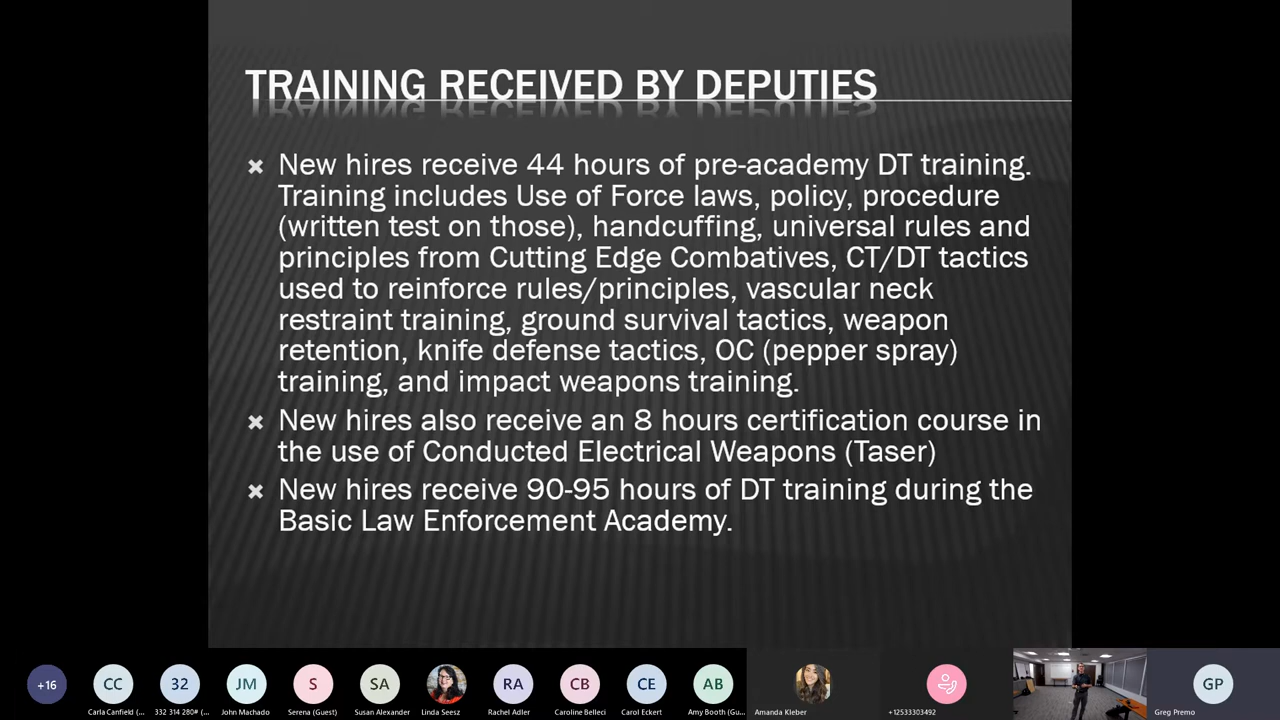 TRAINING RECEIVED BY DEPUTIES
New hires receive 44 hours of pre-academy DT training.
Training includes Use of Force laws, policy, procedure
(written test on those), handcuffing, universal rules and
principles from Cutting Edge Combatives, CT/DT tactics
used to reinforce rules/principles, vascular neck
restraint training, ground survival tactics, weapon
retention, knife defense tactics, OC (pepper spray)
training, and impact weapons training.
New hires also receive an 8 hours certification course in
the use of Conducted Electrical Weapons (Taser)
New hires receive 90-95 hours of DT training during the
Basic Law Enforcement Academy.
+16
CC
32
JM
S
SA
RA
CB
CE
AB
GP
Carla Canfield (...
332 314 280# (...
John Machado
Serena (Guest)
Susan Alexander
Linda Seesz
Rachel Adler
Caroline Belleci
Carol Eckert
Amy Booth (Gu...
Amanda Kleber
+12533303492
Greg Premo